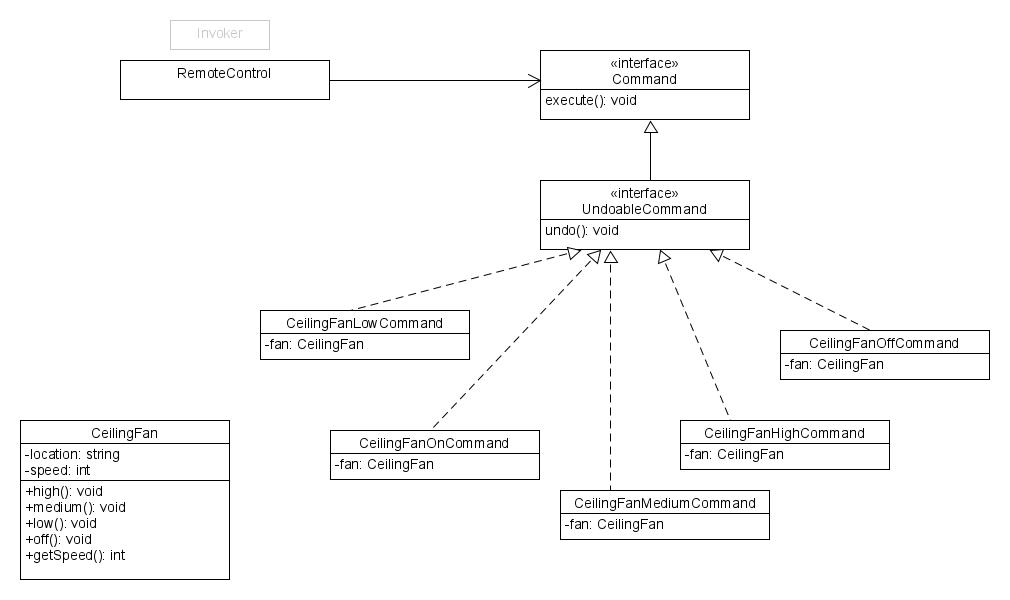 Invoker
RemoteControl
«interface»
Command
execute(): void
«interface»
UndoableCommand
undo(): void
CeilingFanLowCommand
-fan: CeilingFan
CeilingFanOffCommand
-fan: CeilingFan
CeilingFan
-location: string
-speed: int
+high(): void
+medium(): void
+low(): void
+off(): void
+getSpeed(): int
CeilingFanOnCommand
-fan: CeilingFan
CeilingFanHighCommand
-fan: CeilingFan
CeilingFanMediumCommand
-fan: CeilingFan